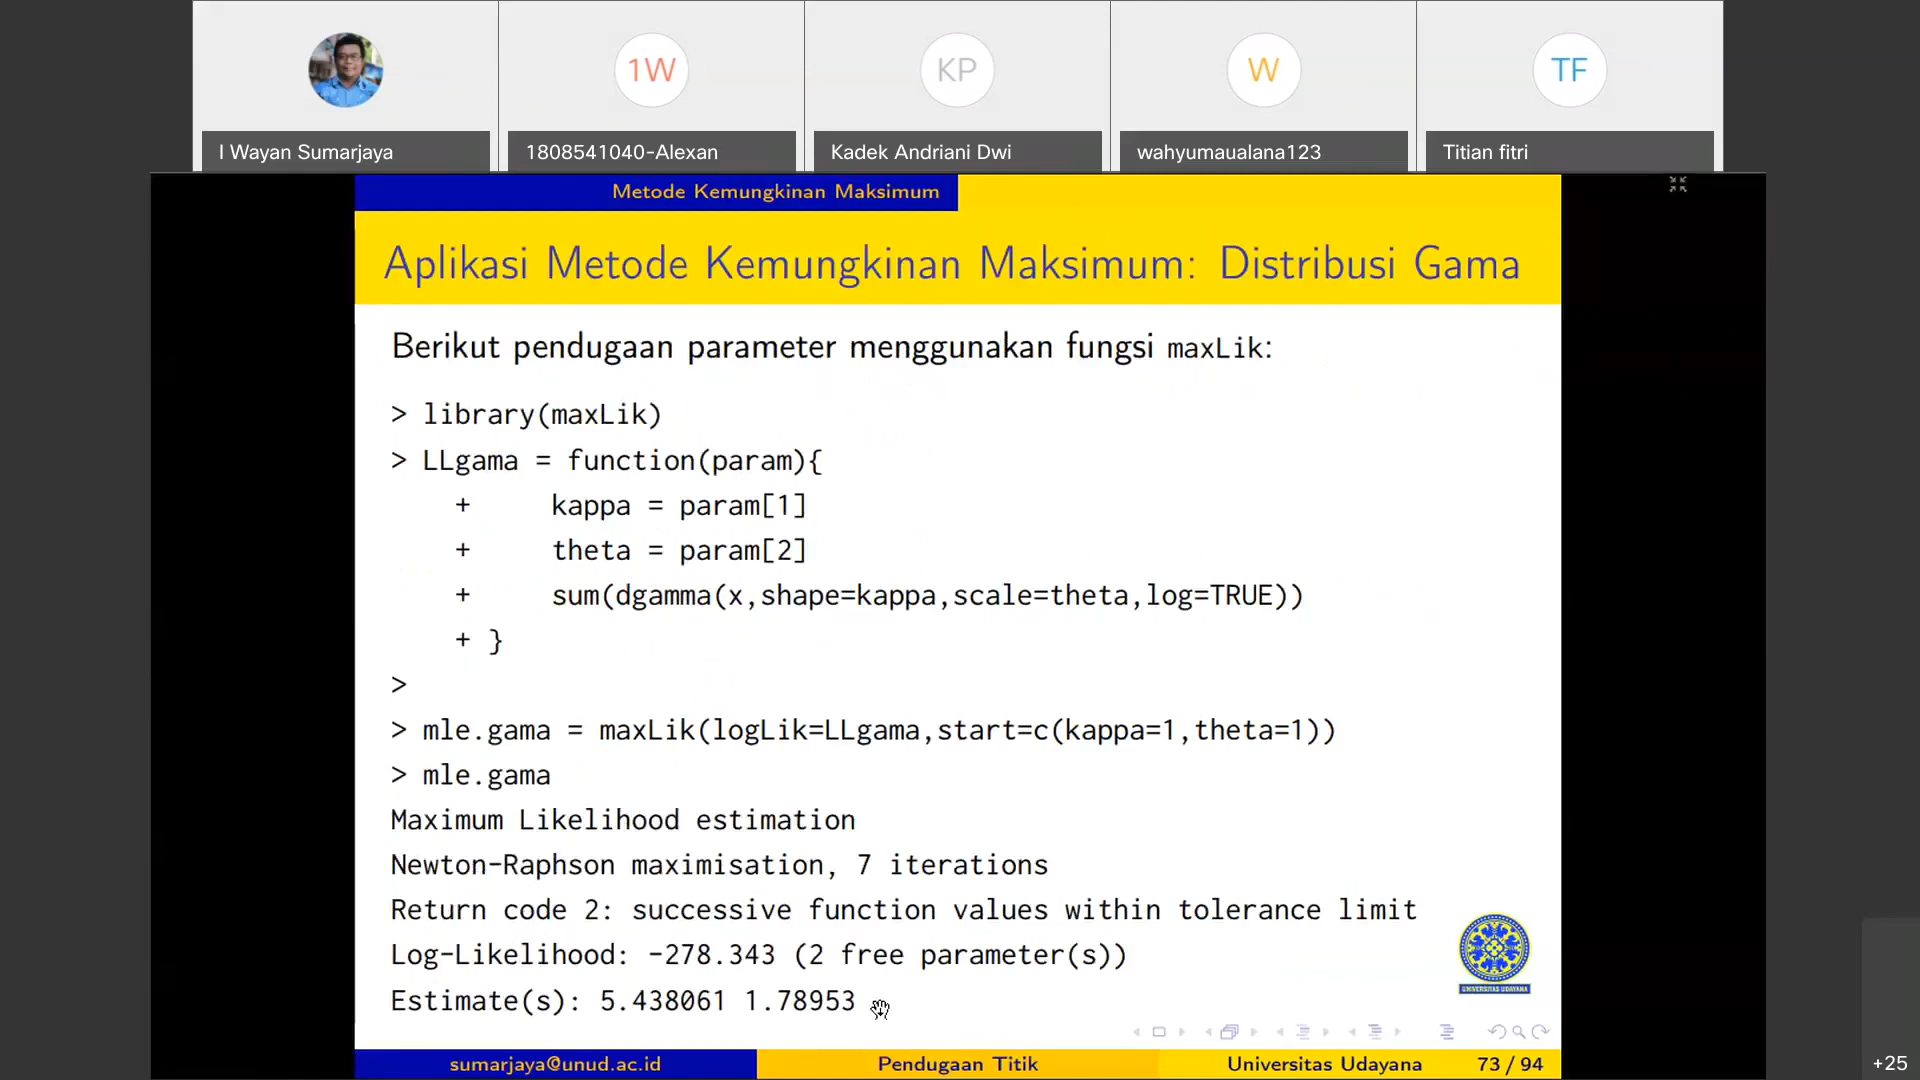 1W
KP
W
TF
I Wayan Sumarjaya
1808541040-Alexan
Kadek Andriani Dwi
wahyumaualana123
Titian fitri
Metode Kemungkinan Maksimum
Aplikasi Metode Kemungkinan Maksimum: Distribusi Gama
Berikut pendugaan parameter menggunakan fungsi maxLik:
> library(maxLik)
> LLgama = function(param){
+ kappa = param[1]
+ theta = param[2]
+ sum(dgamma(x,shape=kappa,scale=theta,log=TRUE))
+ }
>
> mle.gama = maxLik(logLik=LLgama,start=c(kappa=1,theta=1))
> mle.gama
Maximum Likelihood estimation
Newton-Raphson maximisation, 7 iterations
Return code 2: successive function values within tolerance limit
Log-Likelihood: -278.343 (2 free parameter(s))
Estimate(s): 5.438061 1.78953
UNIVERSITAS UDAYANA
sumarjaya@unud.ac.id
Pendugaan Titik
Universitas Udayana
73 / 94
+25